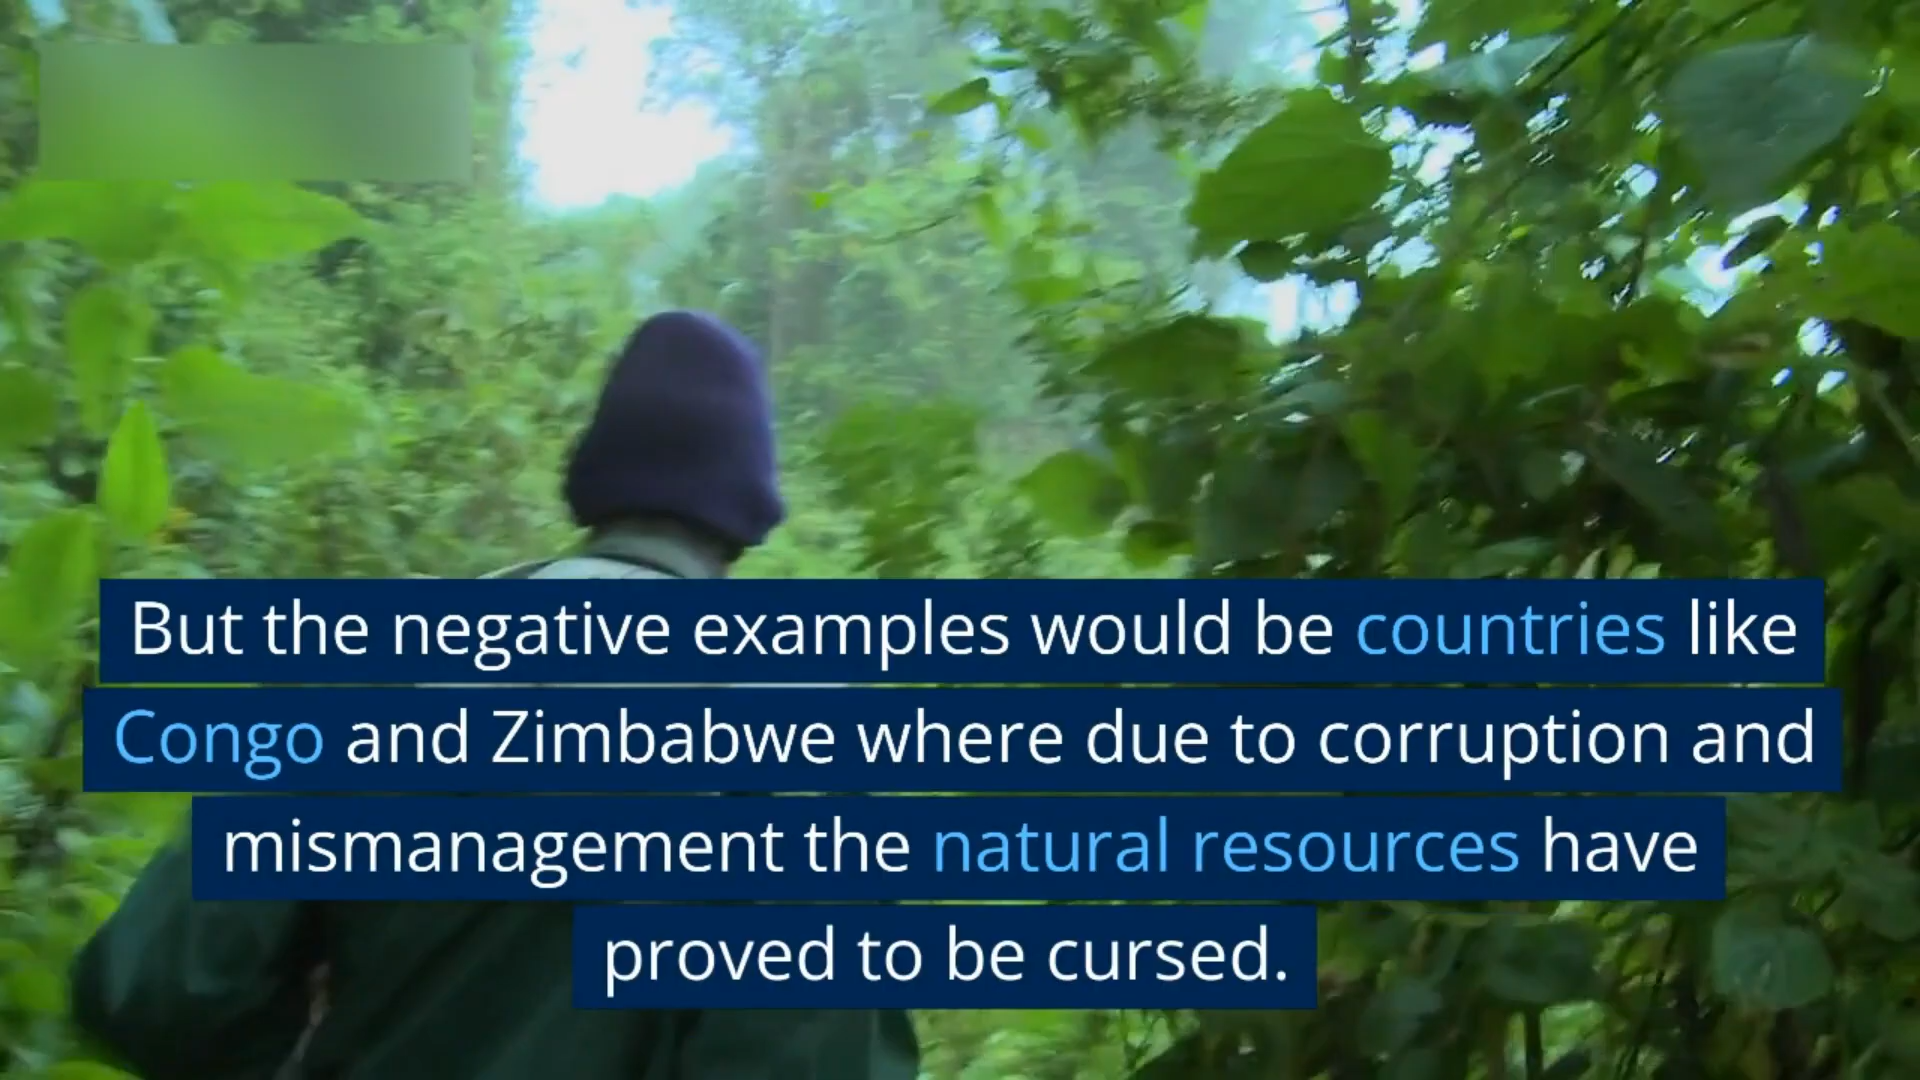 But the negative examples would be countries like
Congo and Zimbabwe where due to corruption and
mismanagement the natural resources have
proved to be cursed.